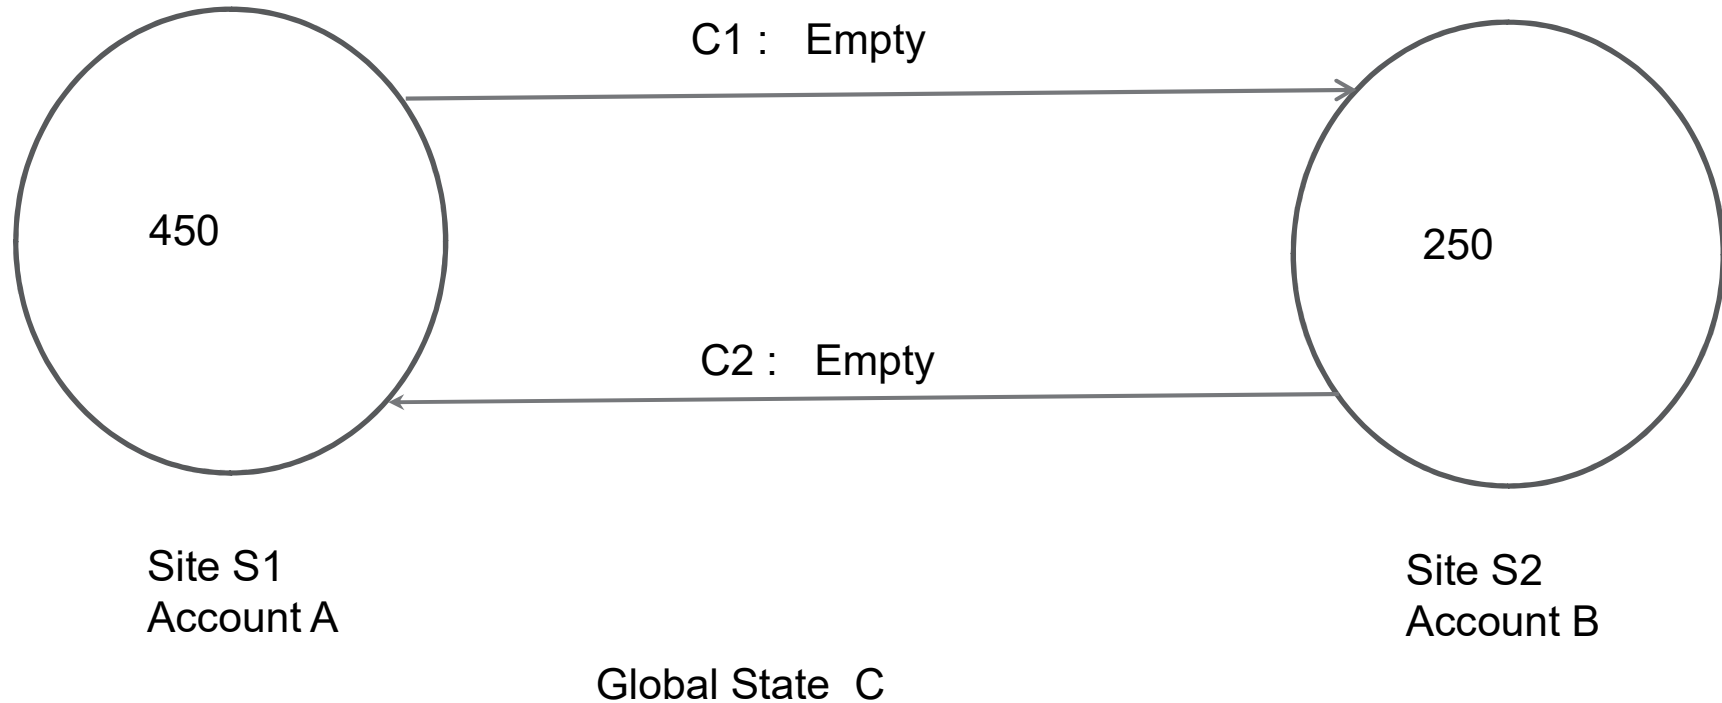 C1 : Empty
450
250
C2 : Empty
Site S1
Account A
Site S2
Account B
Global State C